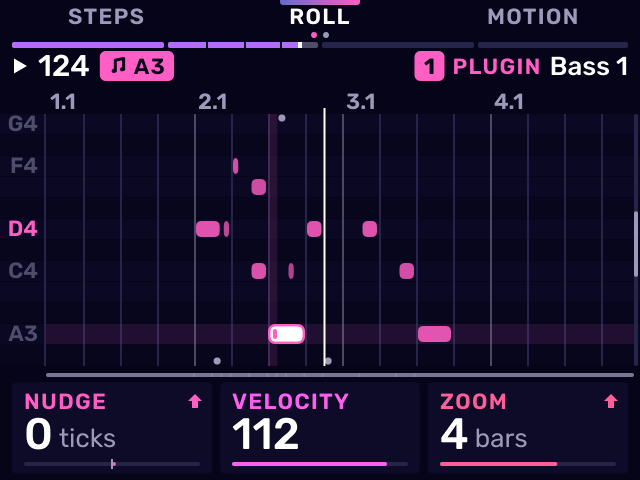 STEPS ROLL MOTION
124 A3 1 PLUGIN Bass 1
1.1 2.1 3.1 4.1
G4
F4
D4
C4
A3
NUDGE VELOCITY ZOOM
0 ticks 112 4 bars